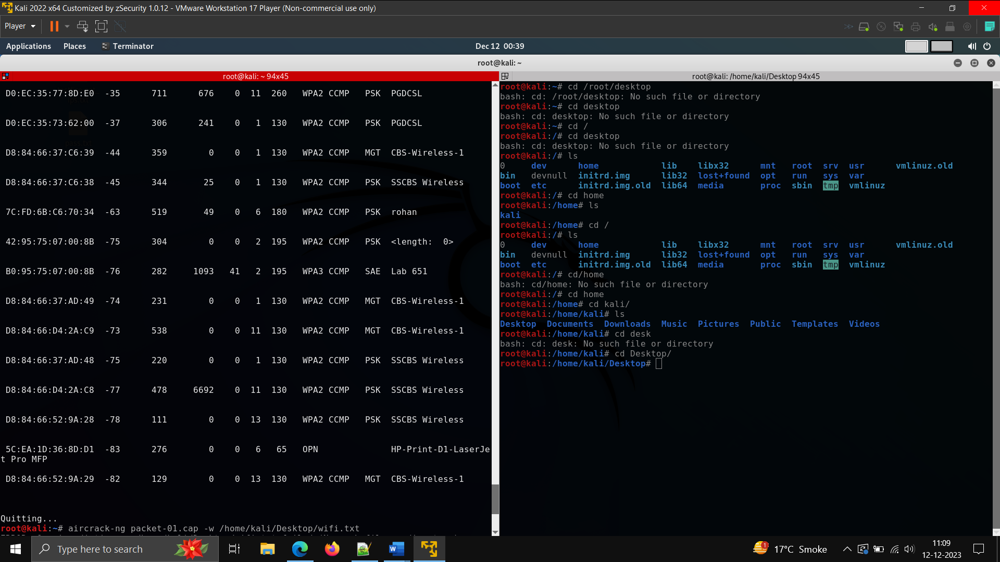 Kali 2022 x64 Customized by zSecurity 1.0.12 - VMware Workstation 17 Player (Non-commercial use only)
Player
Applications Places Terminator Dec 12 00:39
root@kali: ~
root@kali: ~ 94x45
D0:EC:35:77:8D:E0 -35 711 676 0 11 260 WPA2 CCMP PSK PGDCSL
D0:EC:35:73:62:00 -37 306 241 0 1 130 WPA2 CCMP PSK PGDCSL
pass.txt
D8:84:66:37:C6:39 -44 359 0 0 1 130 WPA2 CCMP MGT CBS-Wireless-1
D8:84:66:37:C6:38 -45 344 25 0 1 130 WPA2 CCMP PSK SSCBS Wireless
7C:FD:6B:C6:70:34 -63 519 49 0 6 180 WPA2 CCMP PSK rohan
42:95:75:07:00:8B -75 304 0 0 2 195 WPA2 CCMP PSK <length: 0>
B0:95:75:07:00:8B -76 282 1093 41 2 195 WPA3 CCMP SAE Lab 651
D8:84:66:37:AD:49 -74 231 0 0 1 130 WPA2 CCMP MGT CBS-Wireless-1
D8:84:66:D4:2A:C9 -73 538 0 0 11 130 WPA2 CCMP MGT CBS-Wireless-1
D8:84:66:37:AD:48 -75 220 0 0 1 130 WPA2 CCMP PSK SSCBS Wireless
D8:84:66:D4:2A:C8 -77 478 6692 0 11 130 WPA2 CCMP PSK SSCBS Wireless
D8:84:66:52:9A:28 -78 111 0 0 13 130 WPA2 CCMP PSK SSCBS Wireless
5C:EA:1D:36:8D:D1 -83 276 0 0 6 65 OPN HP-Print-D1-LaserJe
t Pro MFP
D8:84:66:52:9A:29 -82 129 0 0 13 130 WPA2 CCMP MGT CBS-Wireless-1
Quitting...
root@kali:~# aircrack-ng packet-01.cap -w /home/kali/Desktop/wifi.txt
root@kali: /home/kali/Desktop 94x45
root@kali:~# cd /root/desktop
bash: cd: /root/desktop: No such file or directory
root@kali:~# cd desktop
bash: cd: desktop: No such file or directory
root@kali:~# cd /
root@kali:/# cd desktop
bash: cd: desktop: No such file or directory
root@kali:/# ls
0 dev home lib libx32 mnt root srv usr vmlinuz.old
bin devnull initrd.img lib32 lost+found opt run sys var
boot etc initrd.img.old lib64 media proc sbin tmp vmlinuz
root@kali:/# cd home
root@kali:/home# ls
kali
root@kali:/home# cd /
root@kali:/# ls
0 dev home lib libx32 mnt root srv usr vmlinuz.old
bin devnull initrd.img lib32 lost+found opt run sys var
boot etc initrd.img.old lib64 media proc sbin tmp vmlinuz
root@kali:/# cd/home
bash: cd/home: No such file or directory
root@kali:/# cd home
root@kali:/home# cd kali/
root@kali:/home/kali# ls
Desktop Documents Downloads Music Pictures Public Templates Videos
root@kali:/home/kali# cd desk
bash: cd: desk: No such file or directory
root@kali:/home/kali# cd Desktop/
root@kali:/home/kali/Desktop#
Type here to search
1
17°C Smoke
11:09
12-12-2023